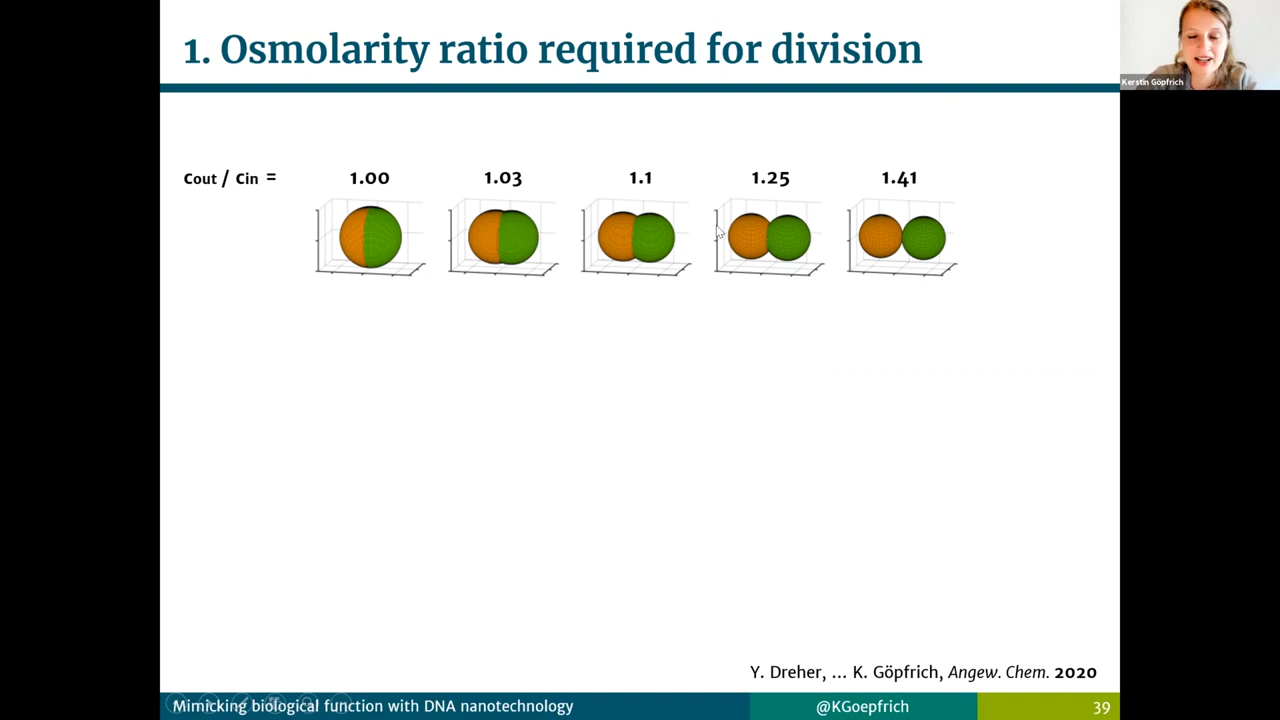 1. Osmolarity ratio required for division
Kerstin Göpfrich
Cout / Cin = 1.00 1.03 1.1 1.25 1.41
Y. Dreher, ... K. Göpfrich, Angew. Chem. 2020
Mimicking biological function with DNA nanotechnology @KGoepfrich 39